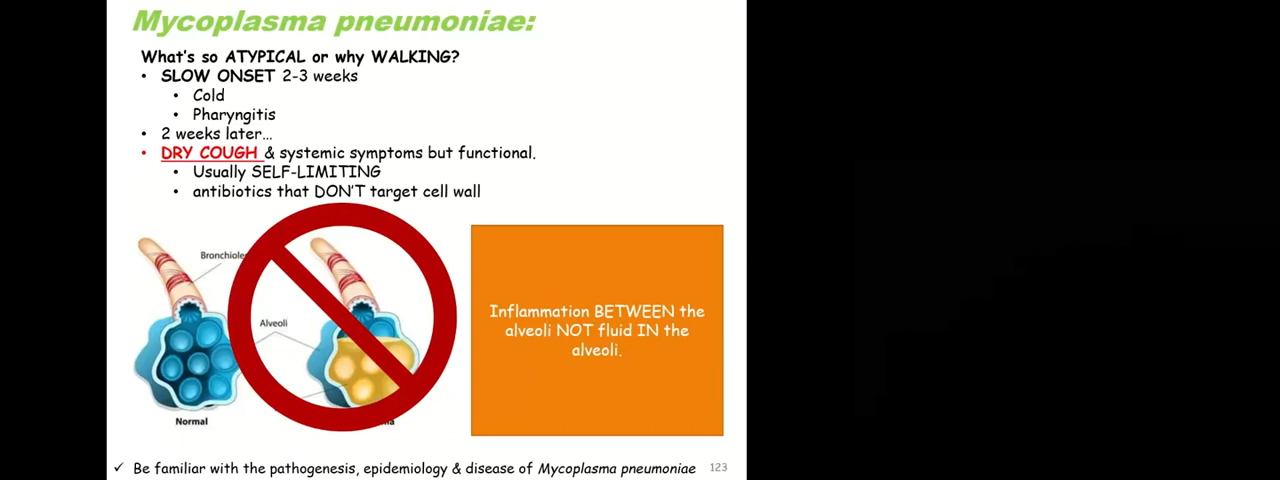 Mycoplasma pneumoniae:
What's so ATYPICAL or why WALKING?
• SLOW ONSET 2-3 weeks
• Cold
• Pharyngitis
• 2 weeks later…
• DRY COUGH & systemic symptoms but functional.
• Usually SELF-LIMITING
• antibiotics that DON'T target cell wall
Bronchioles
Alveoli
Normal
Inflammation BETWEEN the
alveoli NOT fluid IN the
alveoli.
✓ Be familiar with the pathogenesis, epidemiology & disease of Mycoplasma pneumoniae
123